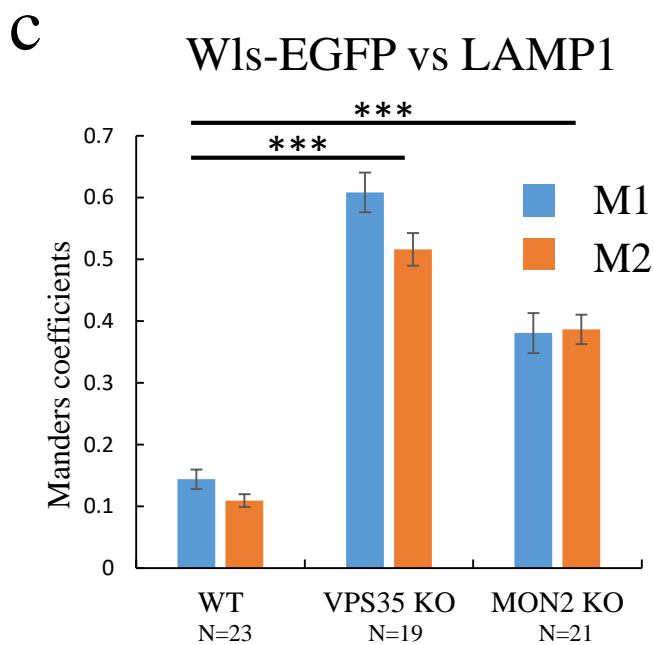 c
Wls-EGFP vs LAMP1
***
***
M1
M2
Manders coefficients
0.7
0.6
0.5
0.4
0.3
0.2
0.1
0
WT
VPS35 KO
MON2 KO
N=23
N=19
N=21